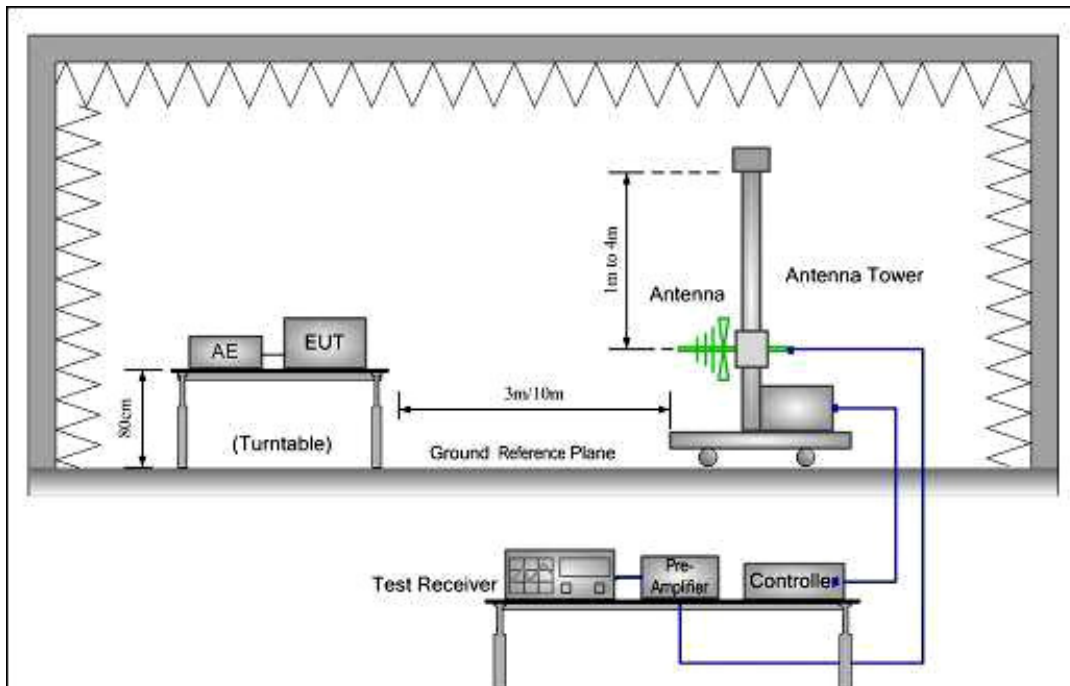 1m to 4m
Antenna Tower
Antenna
AE
EUT
3m/10m
80cm
(Turntable)
Ground Reference Plane
Test Receiver
Pre-
Amplifier
Controlle